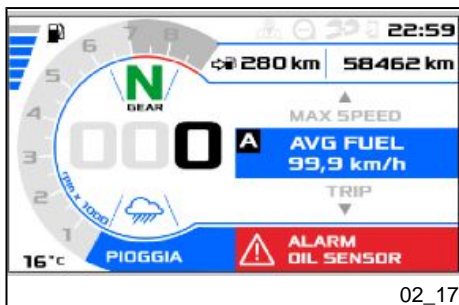 22:59
280 km
58462 km
8
7
6
5
4
3
2
1
rpm x 1000
N
GEAR
000
MAX SPEED
A
AVG FUEL
99,9 km/h
TRIP
16°C
PIOGGIA
ALARM
OIL SENSOR
02_17